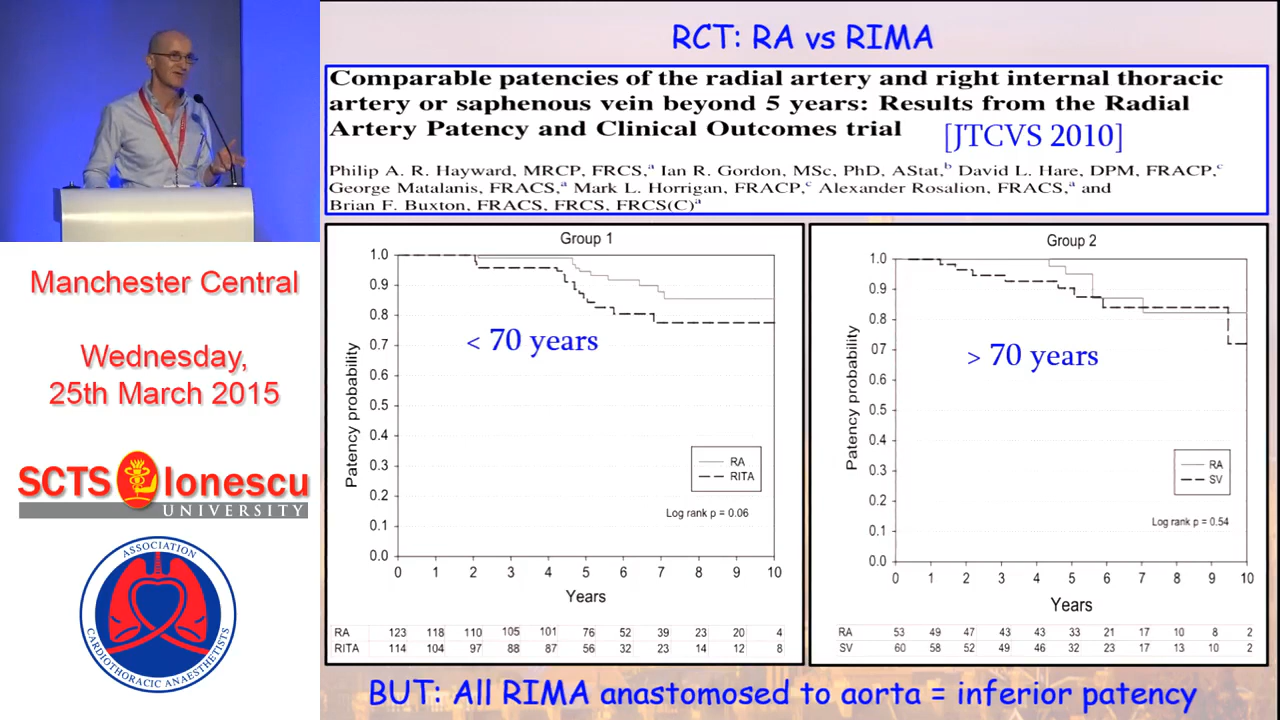 RCT: RA vs RIMA
Comparable patencies of the radial artery and right internal thoracic
artery or saphenous vein beyond 5 years: Results from the Radial
Artery Patency and Clinical Outcomes trial
[JTCVS 2010]
Philip A. R. Hayward, MRCP, FRCS,a Ian R. Gordon, MSc, PhD, AStat,b David L. Hare, DPM, FRACP,c
George Matalanis, FRACS,a Mark L. Horrigan, FRACP,c Alexander Rosalion, FRACS,a and
Brian F. Buxton, FRACS, FRCS, FRCS(C)a
Manchester Central
Wednesday,
25th March 2015
SCTS Ionescu
UNIVERSITY
ASSOCIATION
CARDIOTHORACIC ANAESTHETISTS
Group 1
1.0
0.9
0.8
0.7
0.6
0.5
0.4
0.3
0.2
0.1
0.0
Patency probability
< 70 years
RA
RITA
Log rank p = 0.06
0 1 2 3 4 5 6 7 8 9 10
Years
RA 123 118 110 105 101 76 52 39 23 20 4
RITA 114 104 97 88 87 56 32 23 14 12 8
Group 2
1.0
0.9
0.8
0.7
0.6
0.5
0.4
0.3
0.2
0.1
0.0
Patency probability
> 70 years
RA
SV
Log rank p = 0.54
0 1 2 3 4 5 6 7 8 9 10
Years
RA 53 49 47 43 43 33 21 17 10 8 2
SV 60 58 52 49 46 32 23 17 13 10 2
BUT: All RIMA anastomosed to aorta = inferior patency